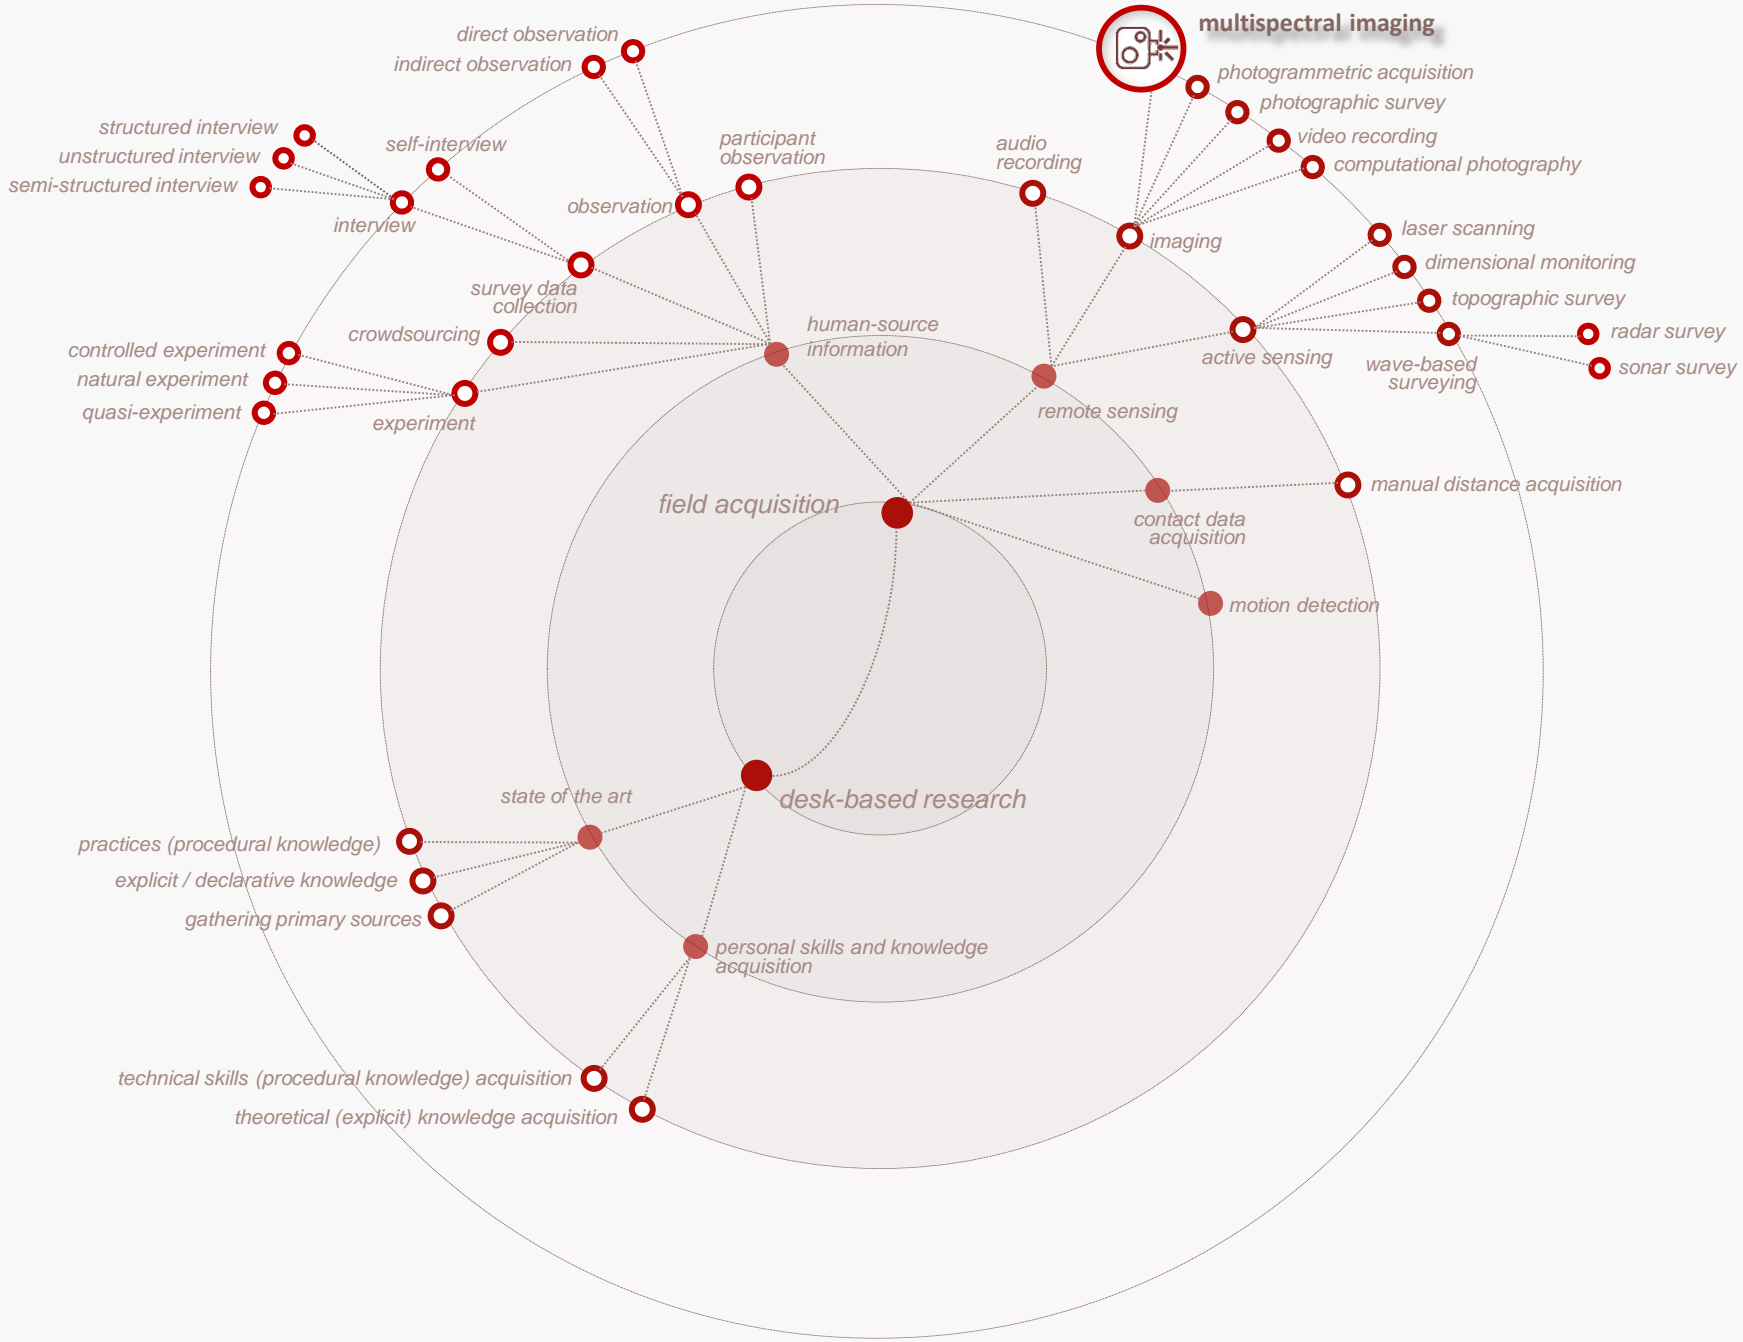 multispectral imaging
direct observation
indirect observation
photogrammetric acquisition
photographic survey
structured interview
unstructured interview
semi-structured interview
self-interview
participant
observation
audio
recording
video recording
computational photography
interview
observation
imaging
laser scanning
dimensional monitoring
topographic survey
survey data
collection
crowdsourcing
human-source
information
active sensing
wave-based
surveying
radar survey
sonar survey
controlled experiment
natural experiment
quasi-experiment
experiment
remote sensing
field acquisition
manual distance acquisition
contact data
acquisition
motion detection
state of the art
desk-based research
practices (procedural knowledge)
explicit / declarative knowledge
gathering primary sources
personal skills and knowledge
acquisition
technical skills (procedural knowledge) acquisition
theoretical (explicit) knowledge acquisition